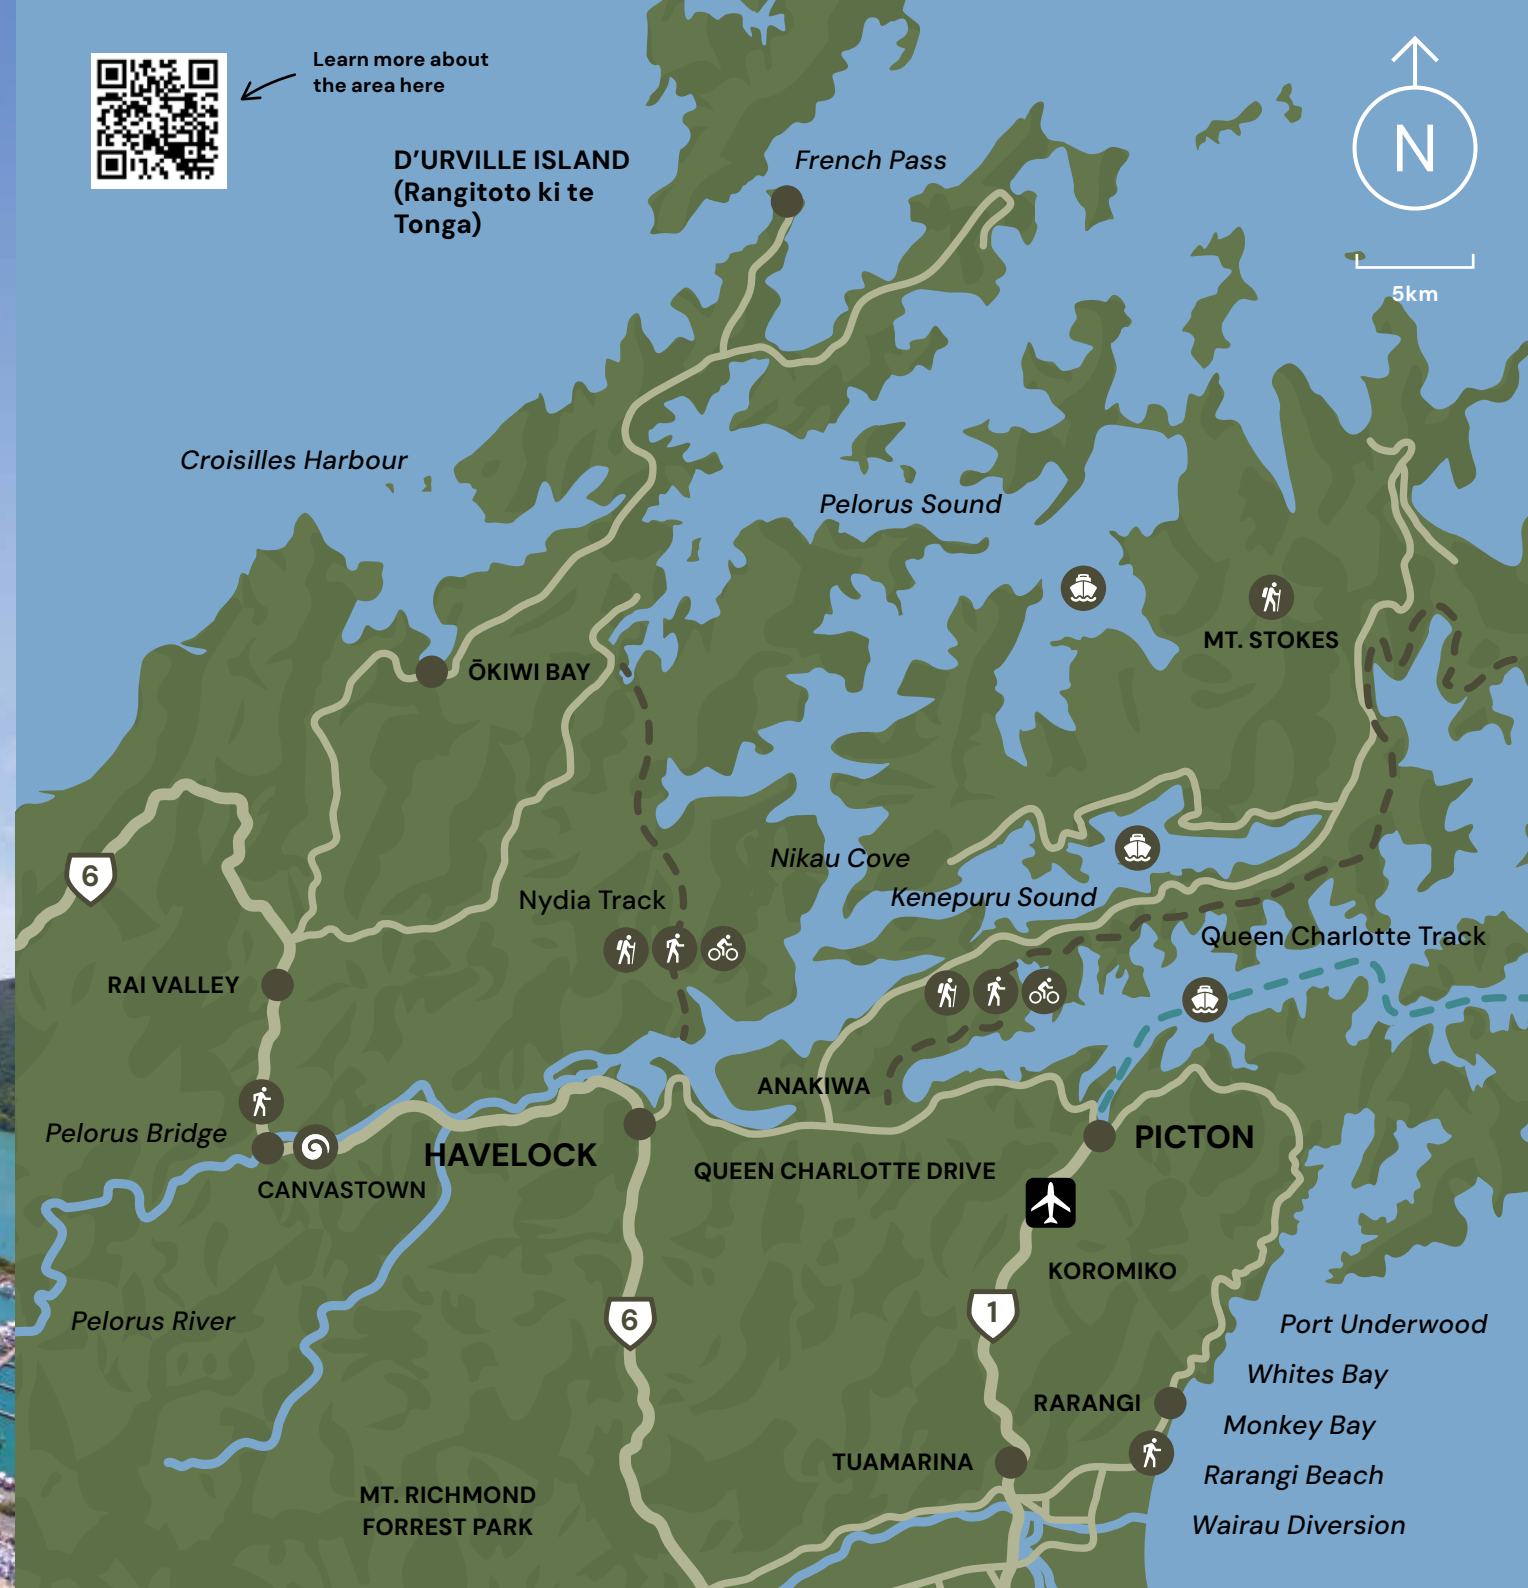 Learn more about
the area here
N
5km
D'URVILLE ISLAND
(Rangitoto ki te
Tonga)
French Pass
Croisilles Harbour
Pelorus Sound
MT. STOKES
ŌKIWI BAY
6
Nikau Cove
Kenepuru Sound
Nydia Track
Queen Charlotte Track
RAI VALLEY
ANAKIWA
Pelorus Bridge
HAVELOCK
PICTON
QUEEN CHARLOTTE DRIVE
CANVASTOWN
KOROMIKO
Pelorus River
6
1
Port Underwood
Whites Bay
RARANGI
Monkey Bay
TUAMARINA
Rarangi Beach
MT. RICHMOND
FORREST PARK
Wairau Diversion